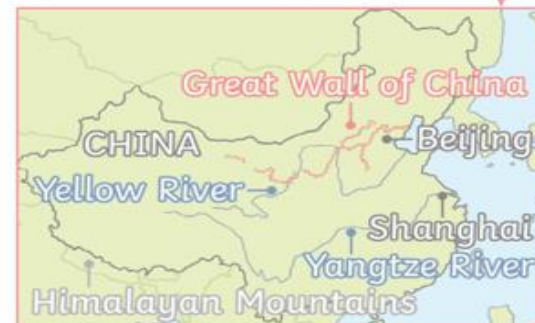 Great Wall of China
CHINA
Beijing
Yellow River
Shanghai
Yangtze River
Himalayan Mountains